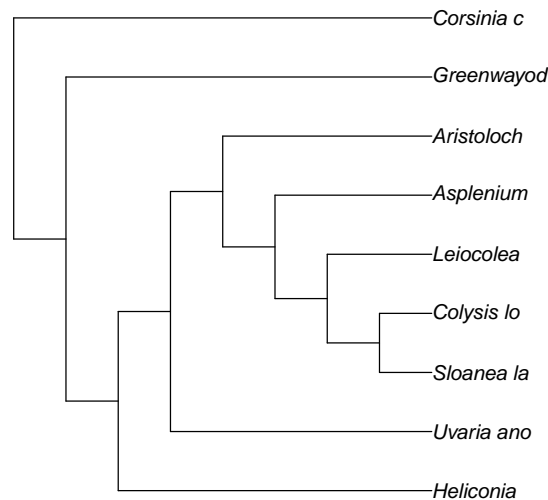 Corsinia c
Greenwayod
Aristoloch
Asplenium
Leiocolea
Colysis lo
Sloanea la
Uvaria ano
Heliconia